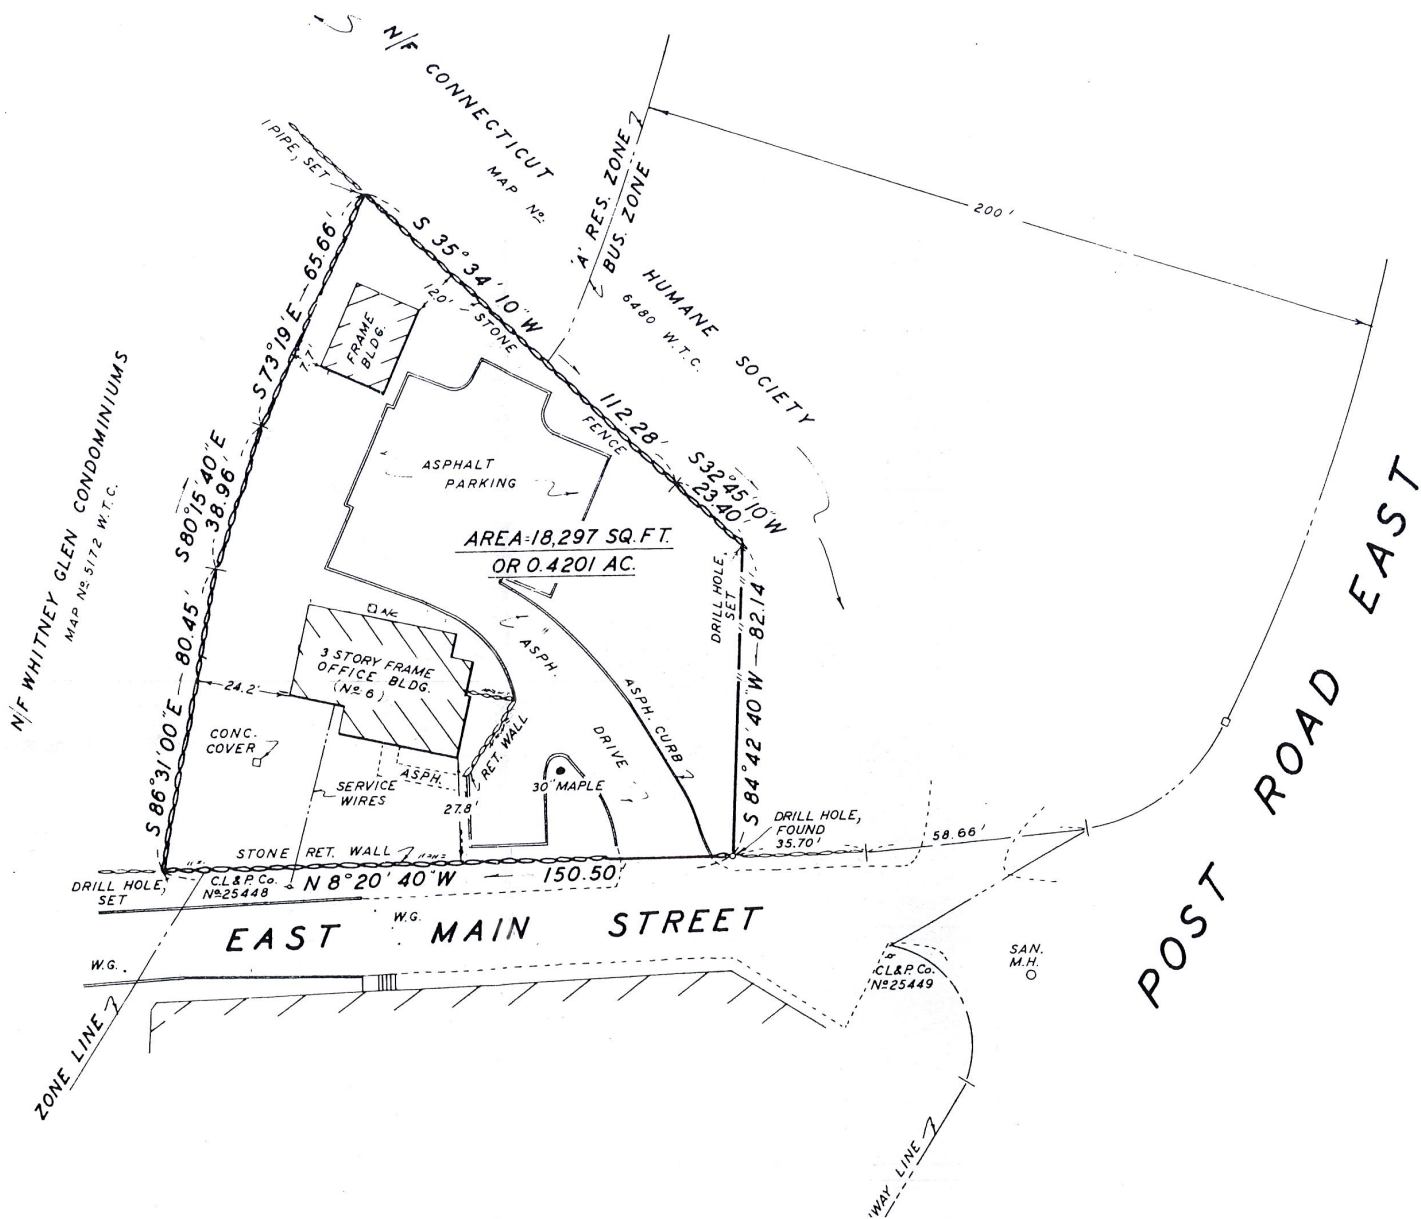 N/F CONNECTICUT
MAP Nº
HUMANE SOCIETY
6480 W.T.C.
I PIPE, SET
'A' RES. ZONE
BUS. ZONE
200'
S 35°34'10"W
112.28'
STONE
FENCE
12.0'
FRAME
BLDG.
7.7'
S73°19'E — 65.66'
S80°15'40"E
38.96'
S 86°31'00"E — 80.45'
N/F WHITNEY GLEN CONDOMINIUMS
MAP Nº 5172 W.T.C.
ASPHALT
PARKING
S32°45'10"W
23.40'
AREA=18,297 SQ. FT.
OR 0.4201 AC.
DRILL HOLE,
SET
S 84°42'40"W — 82.14'
A/C
3 STORY FRAME
OFFICE BLDG.
(Nº 6)
24.2'
CONC.
COVER
SERVICE
WIRES
ASPH.
RET. WALL
27.8'
30" MAPLE
ASPH.
DRIVE
ASPH. CURB
DRILL HOLE,
FOUND
35.70'
58.66'
STONE RET. WALL
DRILL HOLE,
SET
C.L.&P. Co.
Nº25448
N 8°20'40"W — 150.50'
W.G.
EAST MAIN STREET
W.G.
ZONE LINE
C.L.&P. Co.
Nº25449
SAN.
M.H.
POST ROAD EAST
WAY LINE